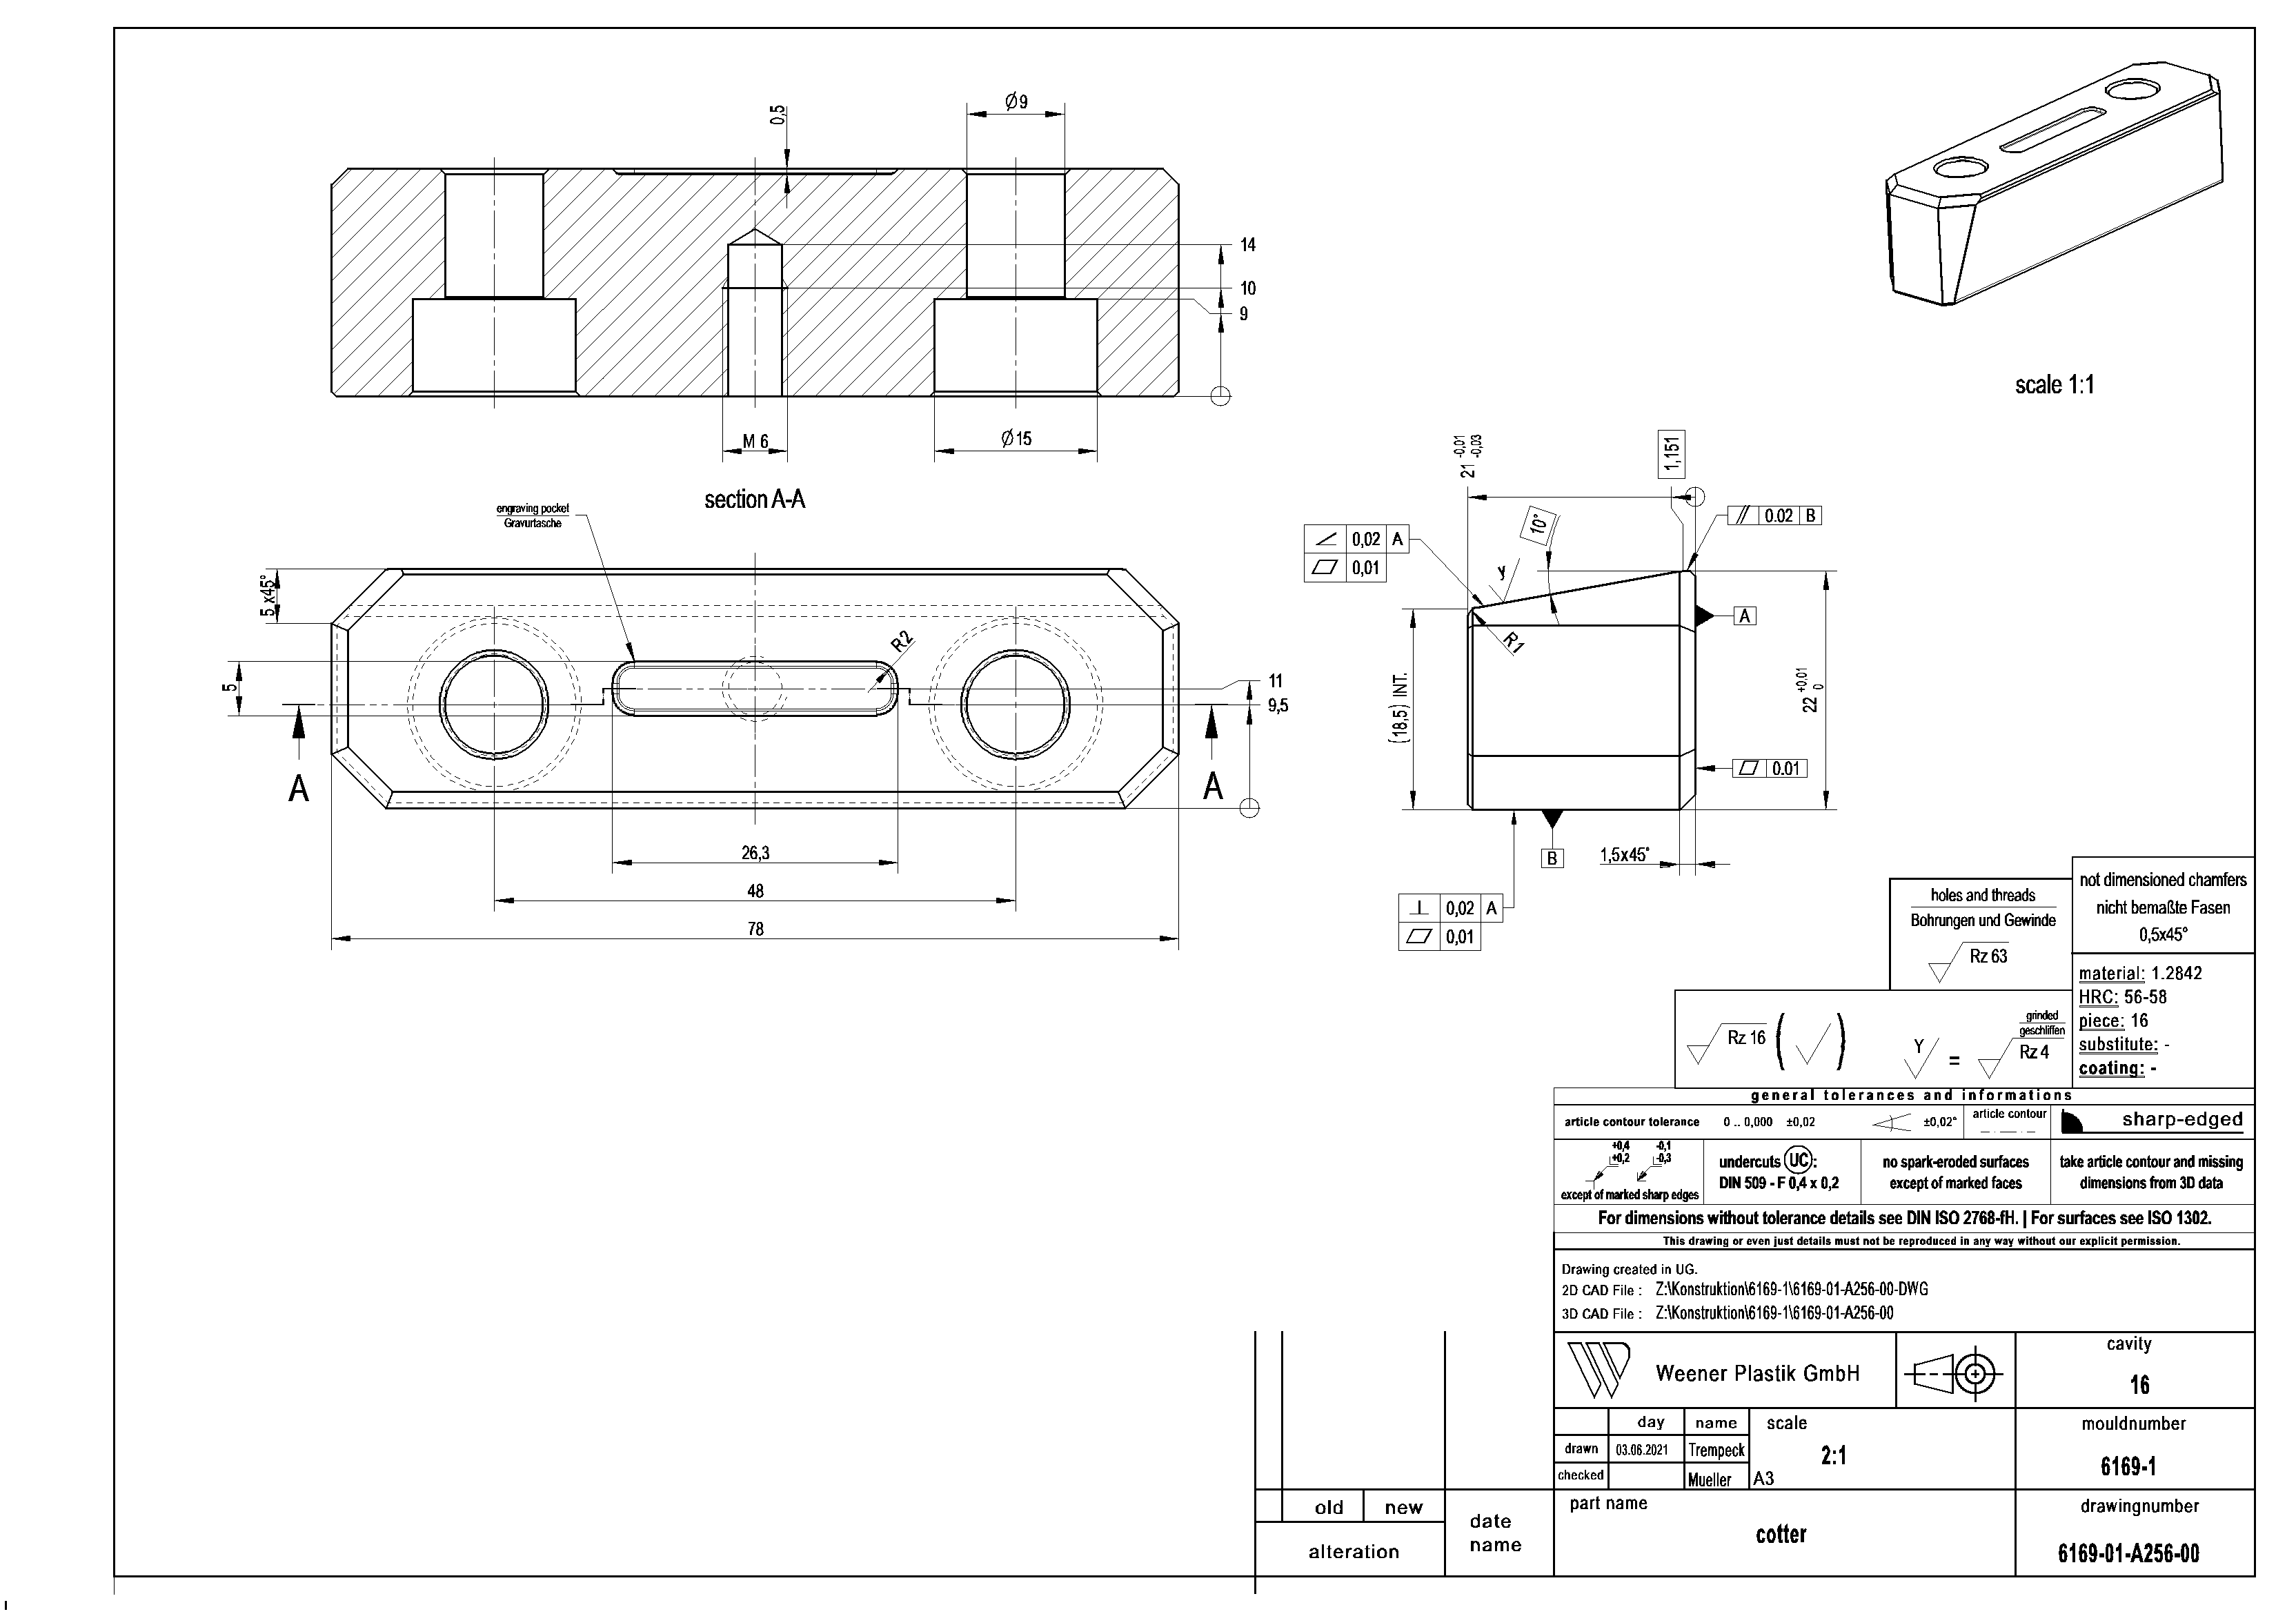 0,5
Ø9
14
10
9
M 6
Ø15
section A-A
scale 1:1
engraving pocket
Gravurtasche
5 x45°
5
R2
11
9,5
A
A
26,3
48
78
21 -0,01 -0,03
1,151
10°
0.02 B
0,02 A
0,01
y
R1
A
(18,5) INT.
22 +0,01 0
0.01
B
1,5x45°
0,02 A
0,01
not dimensioned chamfers
nicht bemaßte Fasen
0,5x45°
holes and threads
Bohrungen und Gewinde
Rz 63
material: 1.2842
HRC: 56-58
piece: 16
substitute: -
coating: -
Rz 16
Y
=
grinded
geschliffen
Rz 4
general tolerances and informations
article contour tolerance 0 .. 0,000 ±0,02 ±0,02° article contour sharp-edged
+0,4 -0,1
+0,2 -0,3
except of marked sharp edges
undercuts UC:
DIN 509 - F 0,4 x 0,2
no spark-eroded surfaces
except of marked faces
take article contour and missing
dimensions from 3D data
For dimensions without tolerance details see DIN ISO 2768-fH. | For surfaces see ISO 1302.
This drawing or even just details must not be reproduced in any way without our explicit permission.
Drawing created in UG.
2D CAD File : Z:\Konstruktion\6169-1\6169-01-A256-00-DWG
3D CAD File : Z:\Konstruktion\6169-1\6169-01-A256-00
Weener Plastik GmbH
cavity
16
day name scale
drawn 03.06.2021 Trempeck
2:1
checked Mueller A3
mouldnumber
6169-1
old new
alteration
date
name
part name
cotter
drawingnumber
6169-01-A256-00